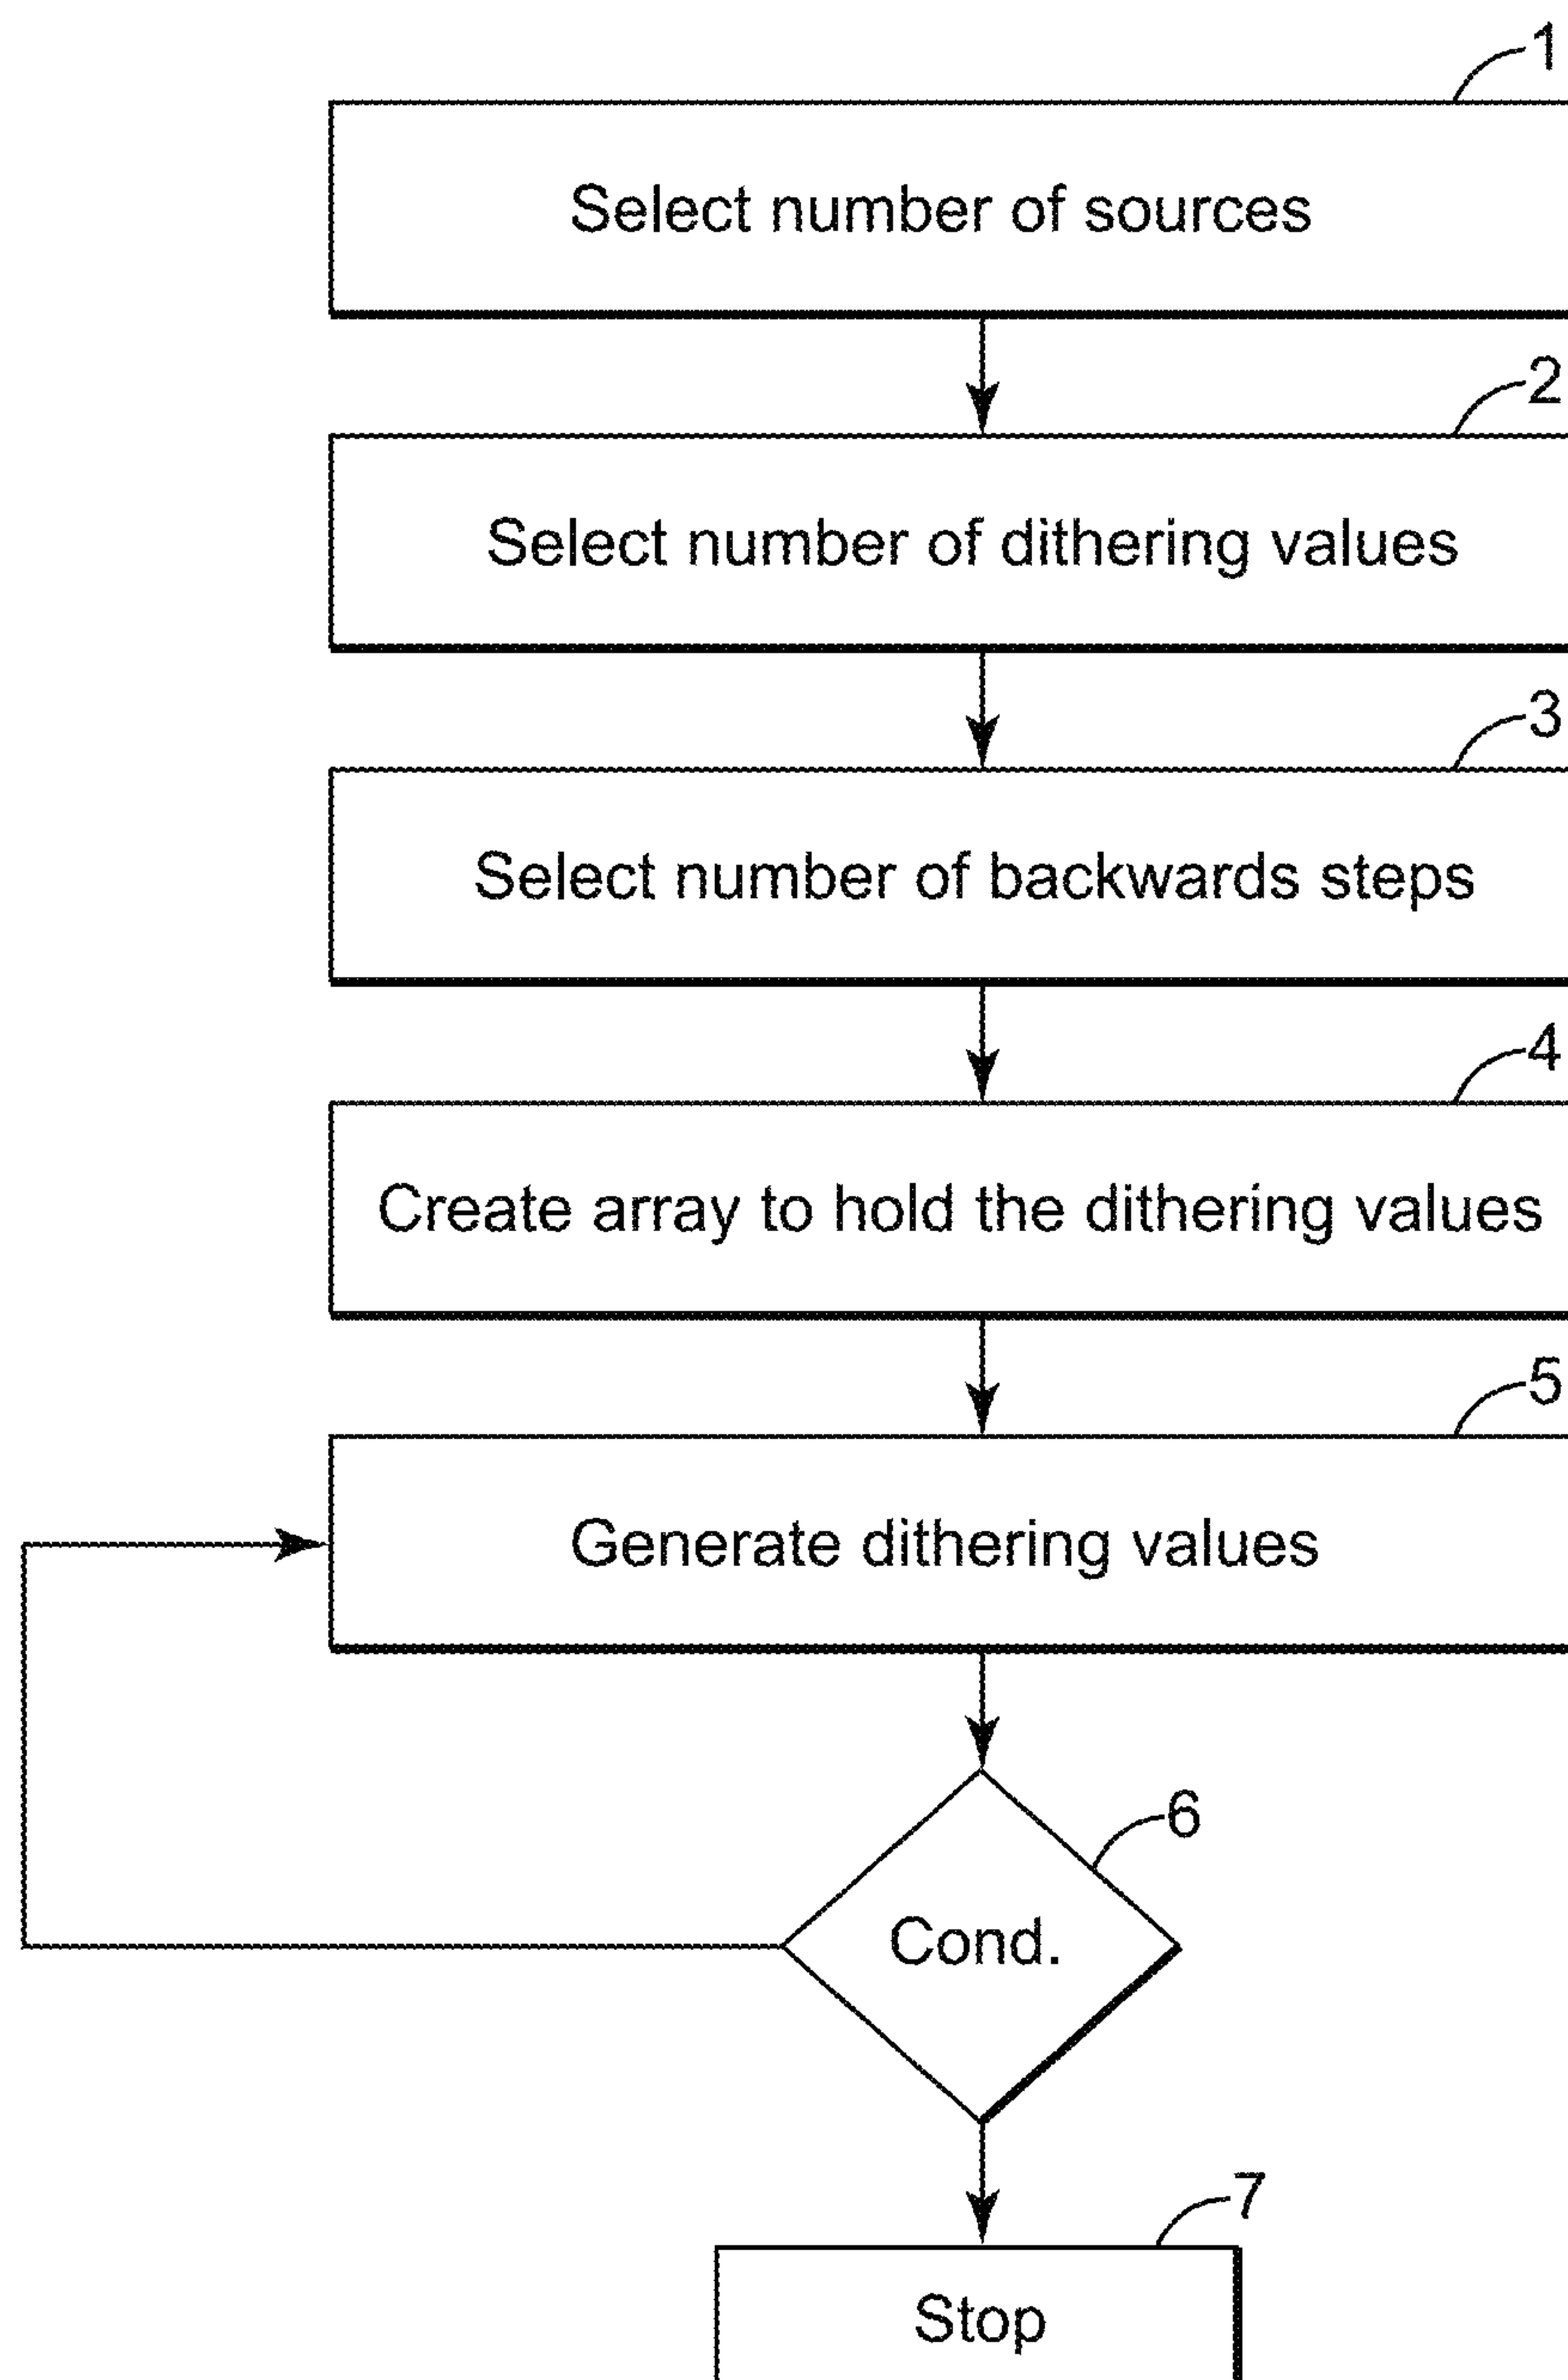 1
Select number of sources
2
Select number of dithering values
3
Select number of backwards steps
4
Create array to hold the dithering values
5
Generate dithering values
6
Cond.
7
Stop